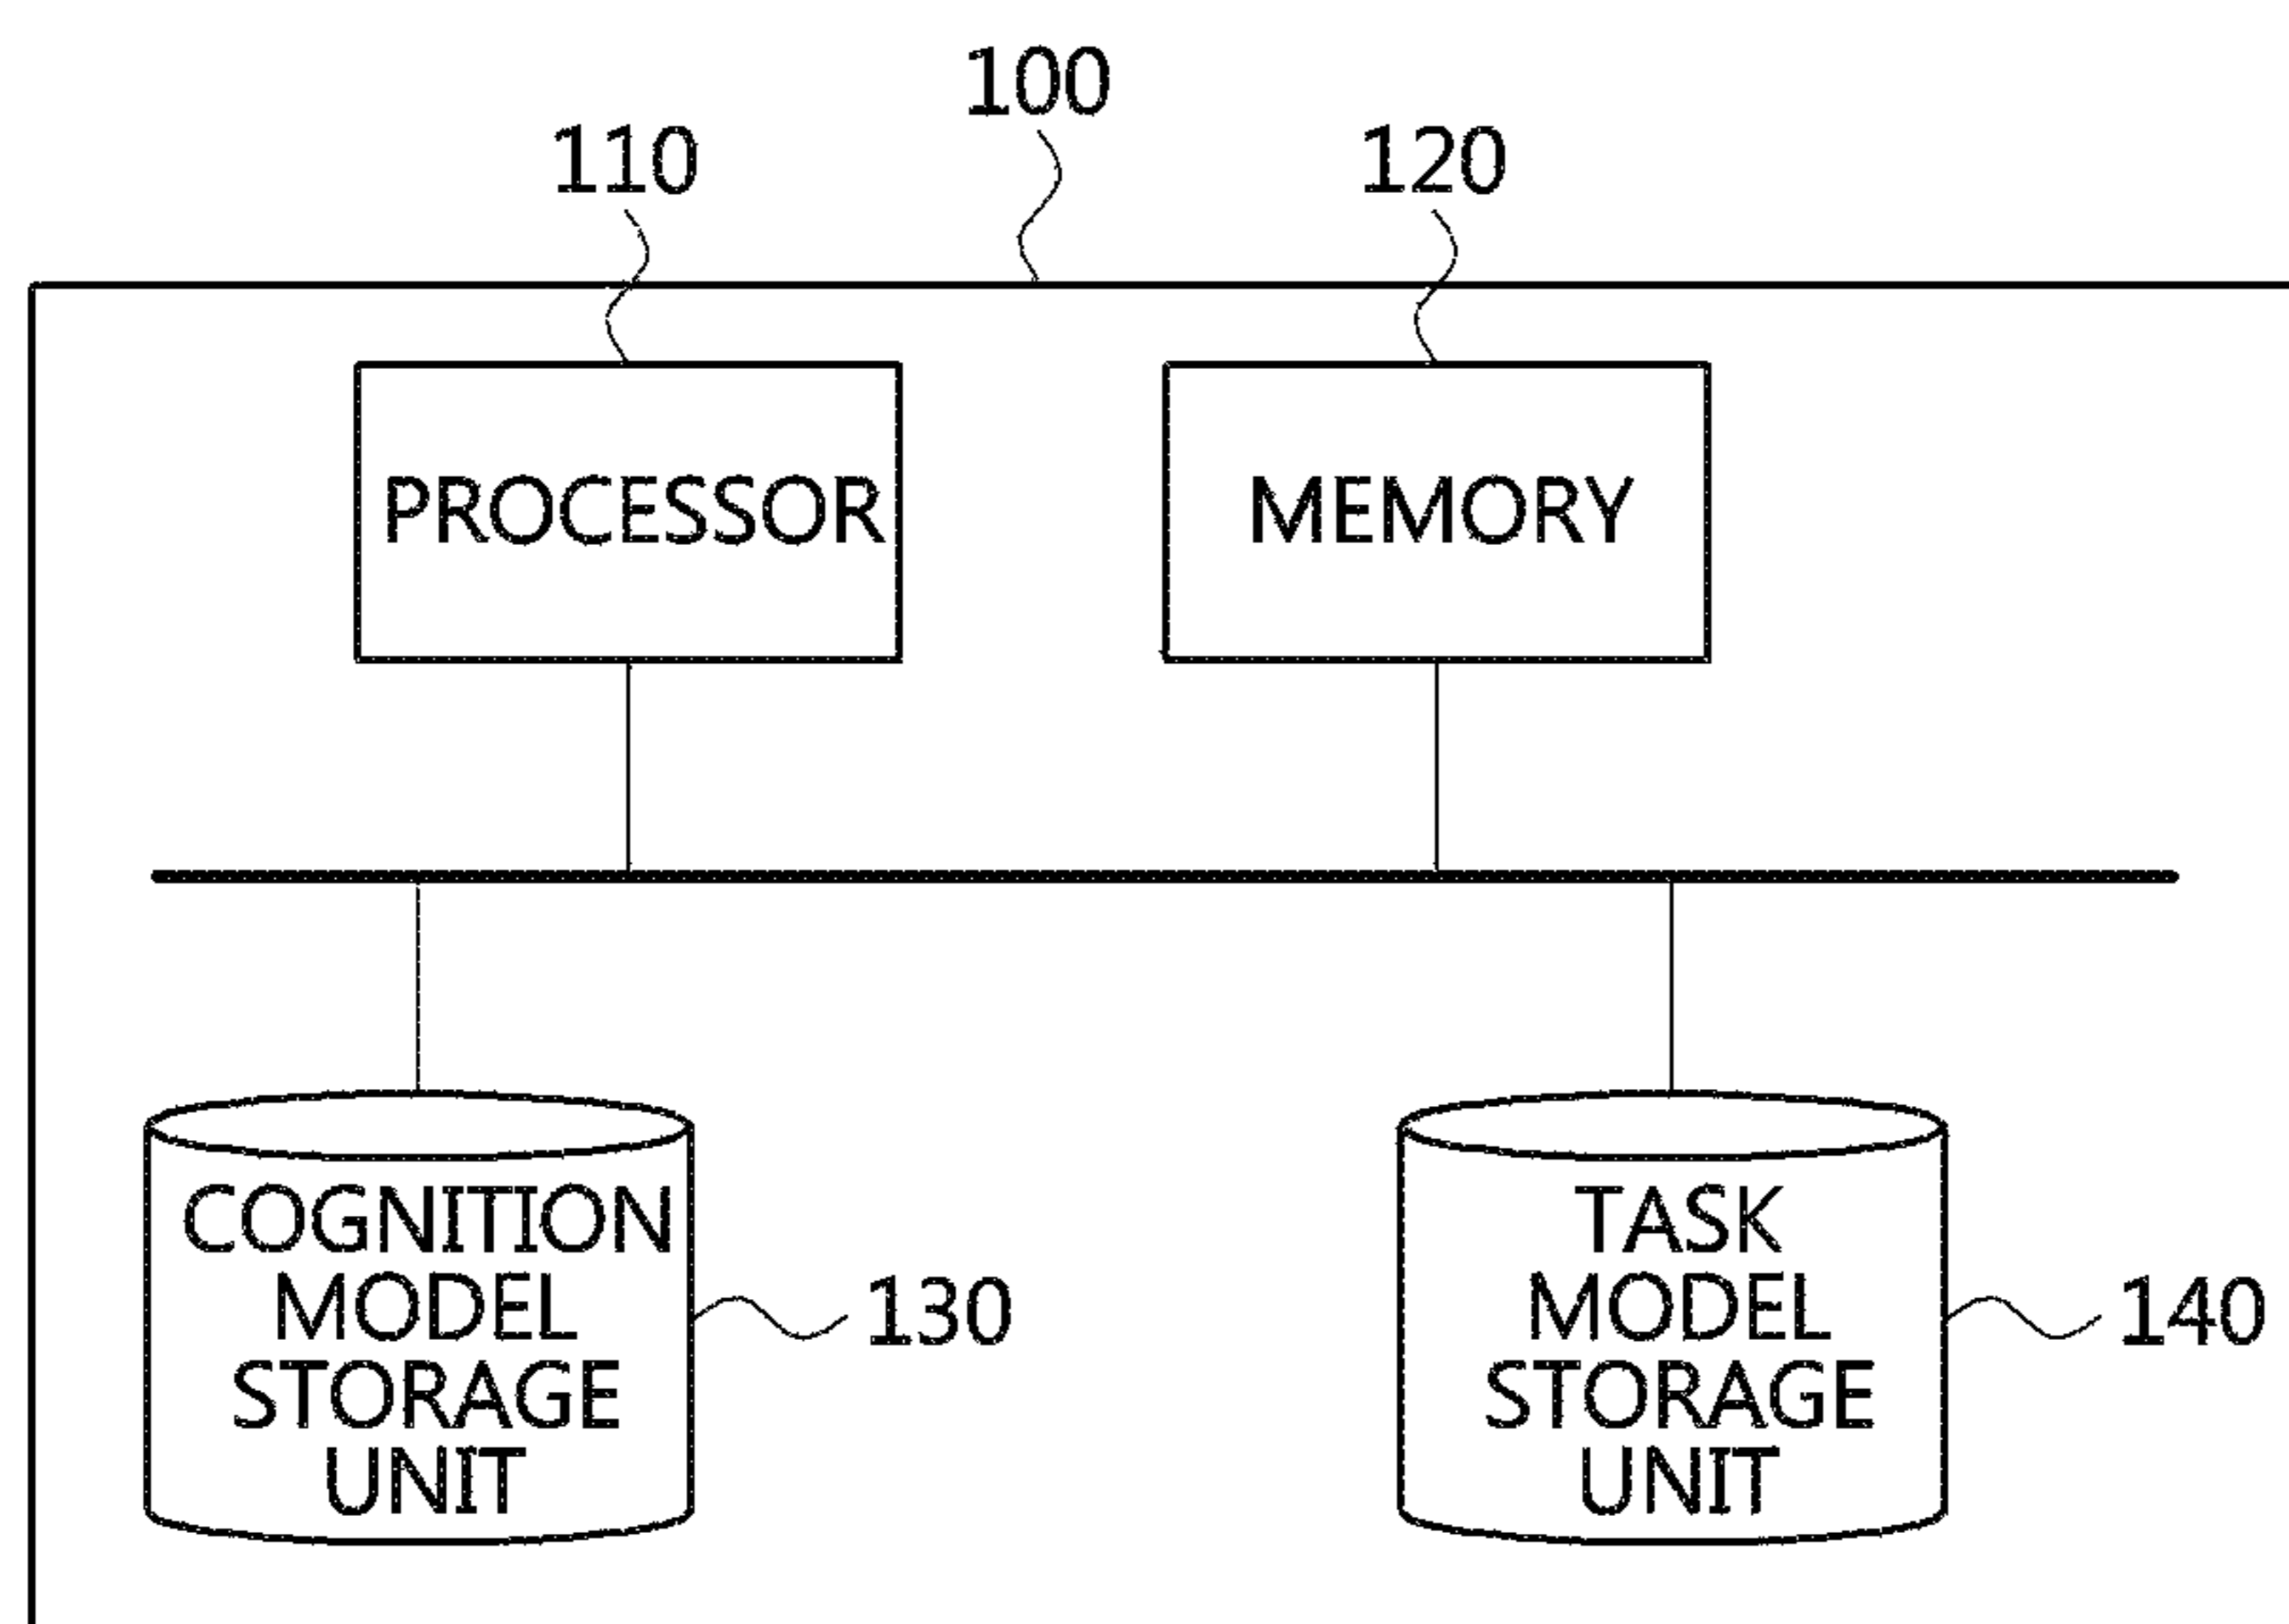 100
110
120
PROCESSOR
MEMORY
COGNITION
MODEL
STORAGE
UNIT
130
TASK
MODEL
STORAGE
UNIT
140